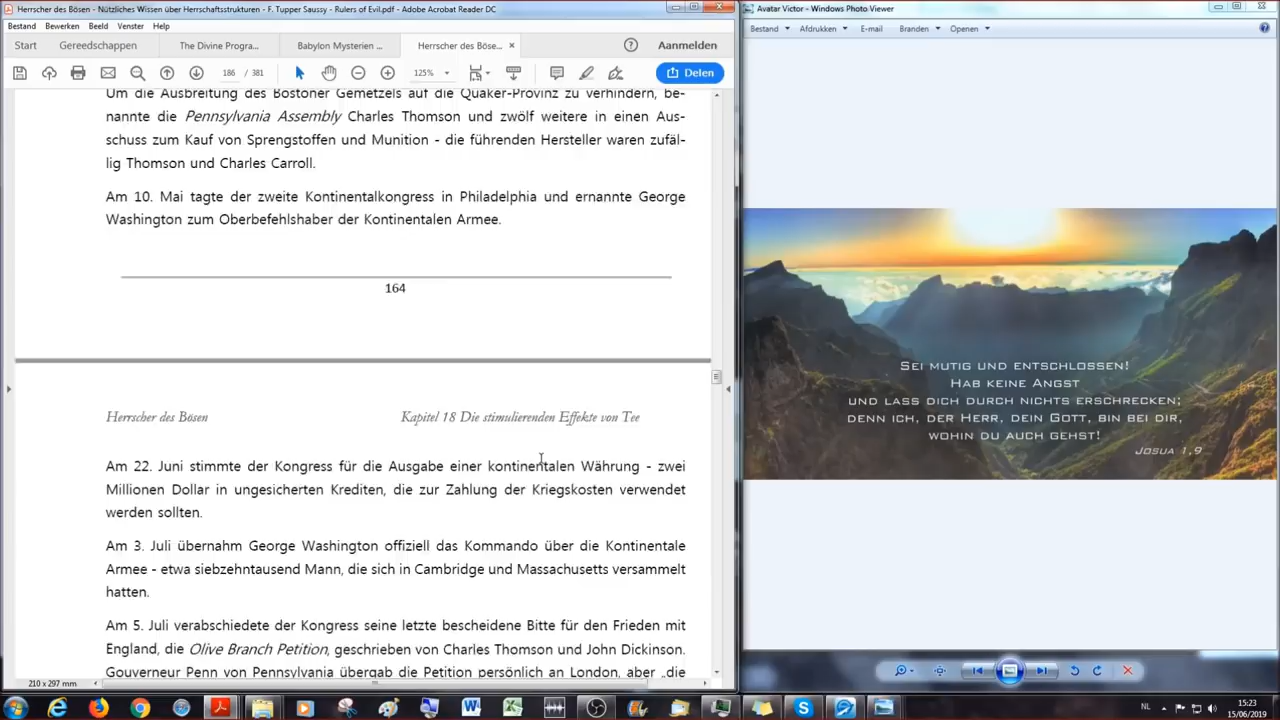 Herrscher des Bösen - Nützliches Wissen über Herrschaftsstrukturen - F. Tupper Saussy - Rulers of Evil.pdf - Adobe Acrobat Reader DC
Bestand Bewerken Beeld Venster Help
Start Gereedschappen The Divine Progra... Babylon Mysterien ... Herrscher des Böse... × Aanmelden
186 / 381 125% Delen
Um die Ausbreitung des Bostoner Gemetzels auf die Quaker-Provinz zu verhindern, be-
nannte die Pennsylvania Assembly Charles Thomson und zwölf weitere in einen Aus-
schuss zum Kauf von Sprengstoffen und Munition - die führenden Hersteller waren zufäl-
lig Thomson und Charles Carroll.
Am 10. Mai tagte der zweite Kontinentalkongress in Philadelphia und ernannte George
Washington zum Oberbefehlshaber der Kontinentalen Armee.
164
Herrscher des Bösen Kapitel 18 Die stimulierenden Effekte von Tee
Am 22. Juni stimmte der Kongress für die Ausgabe einer kontinentalen Währung - zwei
Millionen Dollar in ungesicherten Krediten, die zur Zahlung der Kriegskosten verwendet
werden sollten.
Am 3. Juli übernahm George Washington offiziell das Kommando über die Kontinentale
Armee - etwa siebzehntausend Mann, die sich in Cambridge und Massachusetts versammelt
hatten.
Am 5. Juli verabschiedete der Kongress seine letzte bescheidene Bitte für den Frieden mit
England, die Olive Branch Petition, geschrieben von Charles Thomson und John Dickinson.
Gouverneur Penn von Pennsylvania übergab die Petition persönlich an London, aber „die
210 x 297 mm
Avatar Victor - Windows Photo Viewer
Bestand Afdrukken E-mail Branden Openen
Sei mutig und entschlossen!
Hab keine Angst
und lass dich durch nichts erschrecken;
denn ich, der Herr, dein Gott, bin bei dir,
wohin du auch gehst!
Josua 1,9
NL 15:23
15/06/2019